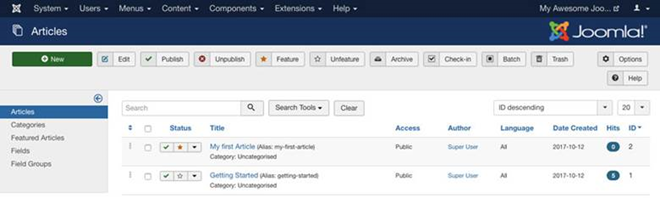 System Users Menus Content Components Extensions Help My Awesome Joo...
Articles Joomla!®
New Edit Publish Unpublish Feature Unfeature Archive Check-in Batch Trash Options
Help
Search Search Tools Clear ID descending 20
Articles
Categories
Featured Articles
Fields
Field Groups
Status Title Access Author Language Date Created Hits ID
My first Article (Alias: my-first-article) Public Super User All 2017-10-12 0 2
Category: Uncategorised
Getting Started (Alias: getting-started) Public Super User All 2017-10-12 5 1
Category: Uncategorised